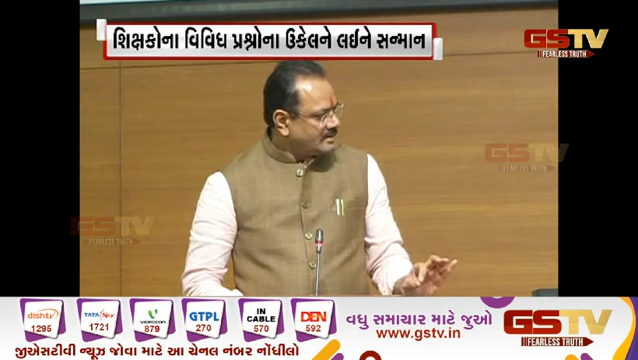 શિક્ષકોના વિવિધ પ્રશ્નોના ઉકેલને લઈને સન્માન
GSTV
FEARLESS TRUTH
GSTV
FEARLESS TRUTH
GSTV
FEARLESS TRUTH
dishtv
1295
TATA Sky
1721
VIDEOCON
879
GTPL
270
IN CABLE
570
DEN
592
વધુ સમાચાર માટે જુઓ
www.gstv.in
GSTV
FEARLESS TRUTH
જીએસટીવી ન્યૂઝ જોવા માટે આ ચેનલ નંબર નોંધીલો